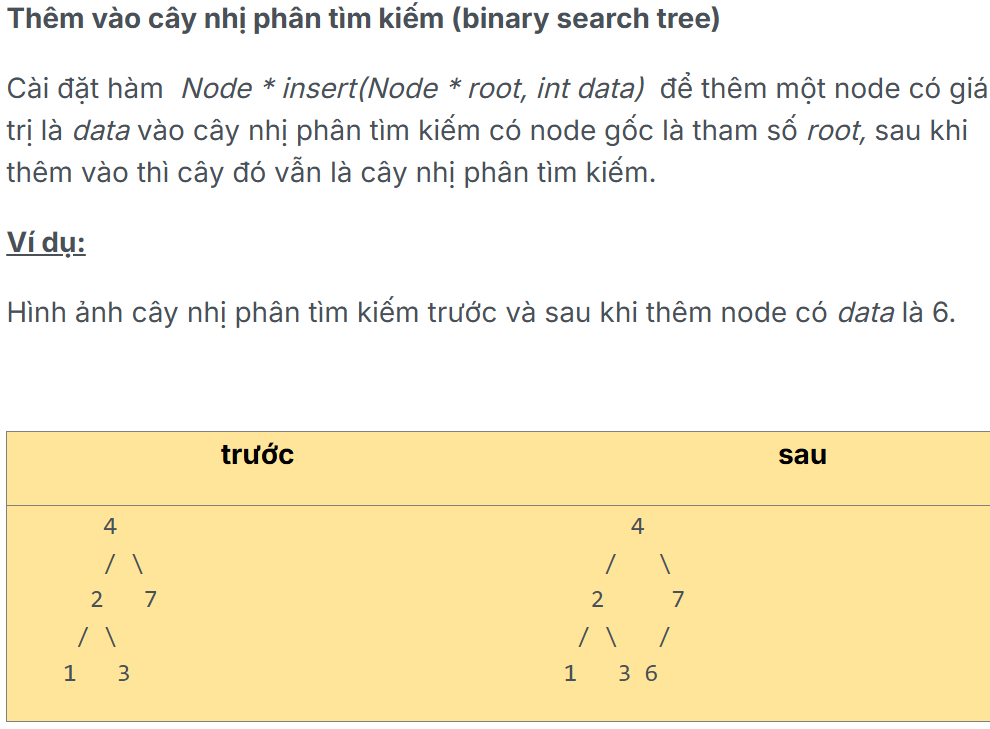 Thêm vào cây nhị phân tìm kiếm (binary search tree)
Cài đặt hàm Node * insert(Node * root, int data) để thêm một node có giá
trị là data vào cây nhị phân tìm kiếm có node gốc là tham số root, sau khi
thêm vào thì cây đó vẫn là cây nhị phân tìm kiếm.
Ví dụ:
Hình ảnh cây nhị phân tìm kiếm trước và sau khi thêm node có data là 6.
trước sau
4 4
/ \ / \
2 7 2 7
/ \ / \ /
1 3 1 3 6